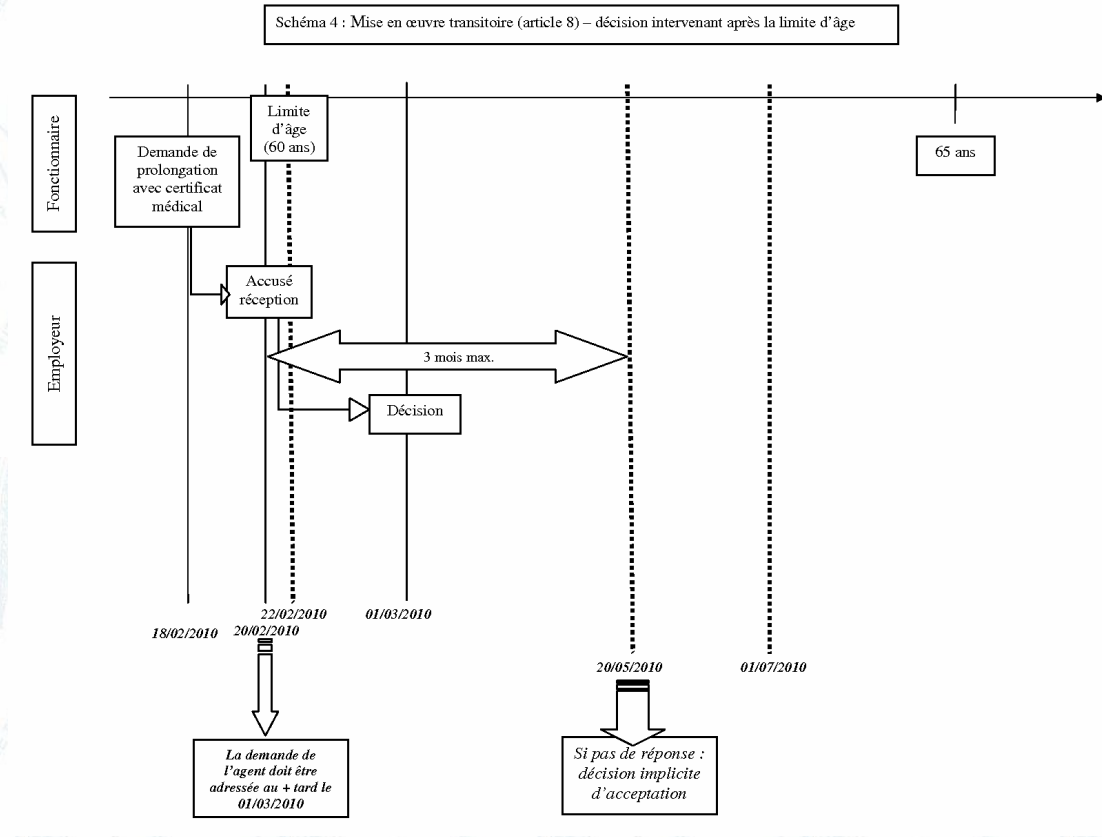 Schéma 4 : Mise en œuvre transitoire (article 8) – décision intervenant après la limite d'âge
Fonctionnaire
Limite
d'âge
(60 ans)
Demande de
prolongation
avec certificat
médical
65 ans
Employeur
Accusé
réception
3 mois max.
Décision
22/02/2010
01/03/2010
18/02/2010
20/02/2010
20/05/2010
01/07/2010
La demande de
l'agent doit être
adressée au + tard le
01/03/2010
Si pas de réponse :
décision implicite
d'acceptation